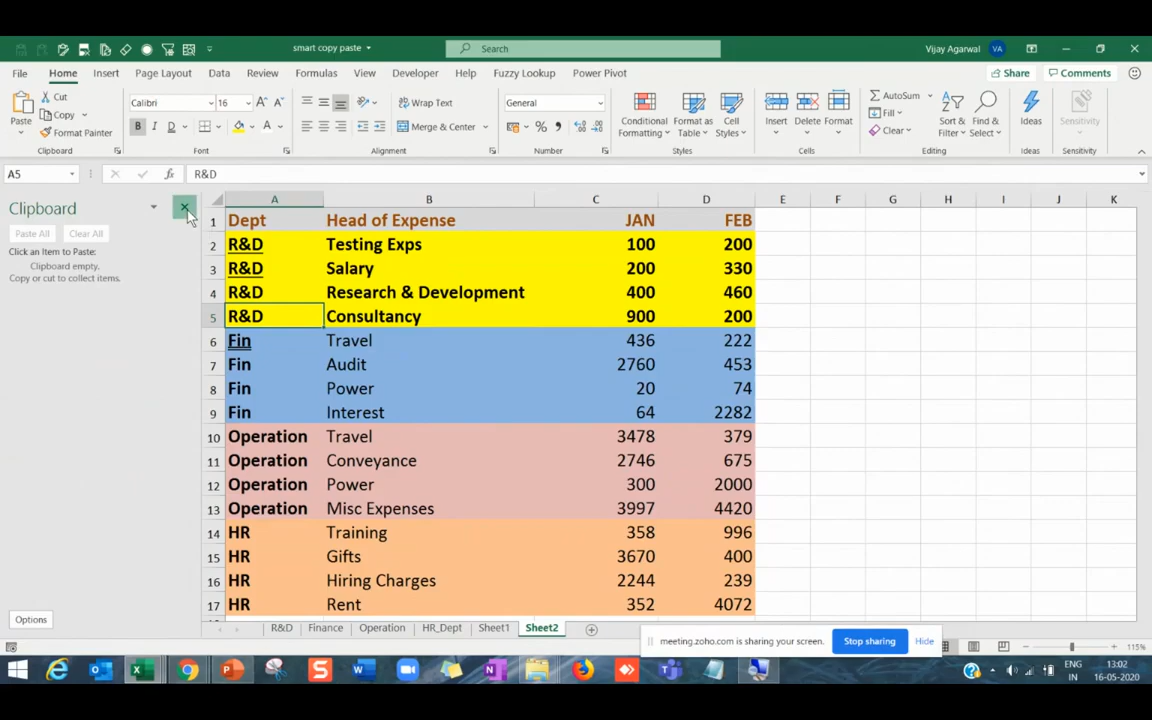 smart copy paste
Search
Vijay Agarwal
VA
File Home Insert Page Layout Data Review Formulas View Developer Help Fuzzy Lookup Power Pivot
Share
Comments
Paste
Cut
Copy
Format Painter
Clipboard
Calibri
16
B I D
A
Font
Wrap Text
Merge & Center
Alignment
General
%
Number
Conditional Formatting
Format as Table
Cell Styles
Styles
Insert
Delete
Format
Cells
AutoSum
Fill
Clear
Sort & Filter
Find & Select
Editing
Ideas
Ideas
Sensitivity
Sensitivity
A5
fx
R&D
Clipboard
Paste All
Clear All
Click an Item to Paste:
Clipboard empty.
Copy or cut to collect items.
Options
A B C D E F G H I J K
1 Dept Head of Expense JAN FEB
2 R&D Testing Exps 100 200
3 R&D Salary 200 330
4 R&D Research & Development 400 460
5 R&D Consultancy 900 200
6 Fin Travel 436 222
7 Fin Audit 2760 453
8 Fin Power 20 74
9 Fin Interest 64 2282
10 Operation Travel 3478 379
11 Operation Conveyance 2746 675
12 Operation Power 300 2000
13 Operation Misc Expenses 3997 4420
14 HR Training 358 996
15 HR Gifts 3670 400
16 HR Hiring Charges 2244 239
17 HR Rent 352 4072
R&D Finance Operation HR_Dept Sheet1 Sheet2
meeting.zoho.com is sharing your screen.
Stop sharing
Hide
115%
ENG
IN
13:02
16-05-2020